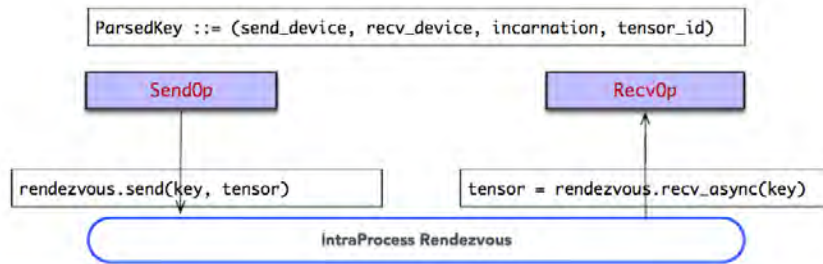 ParsedKey ::= (send_device, recv_device, incarnation, tensor_id)
SendOp
RecvOp
rendezvous.send(key, tensor)
tensor = rendezvous.recv_async(key)
IntraProcess Rendezvous